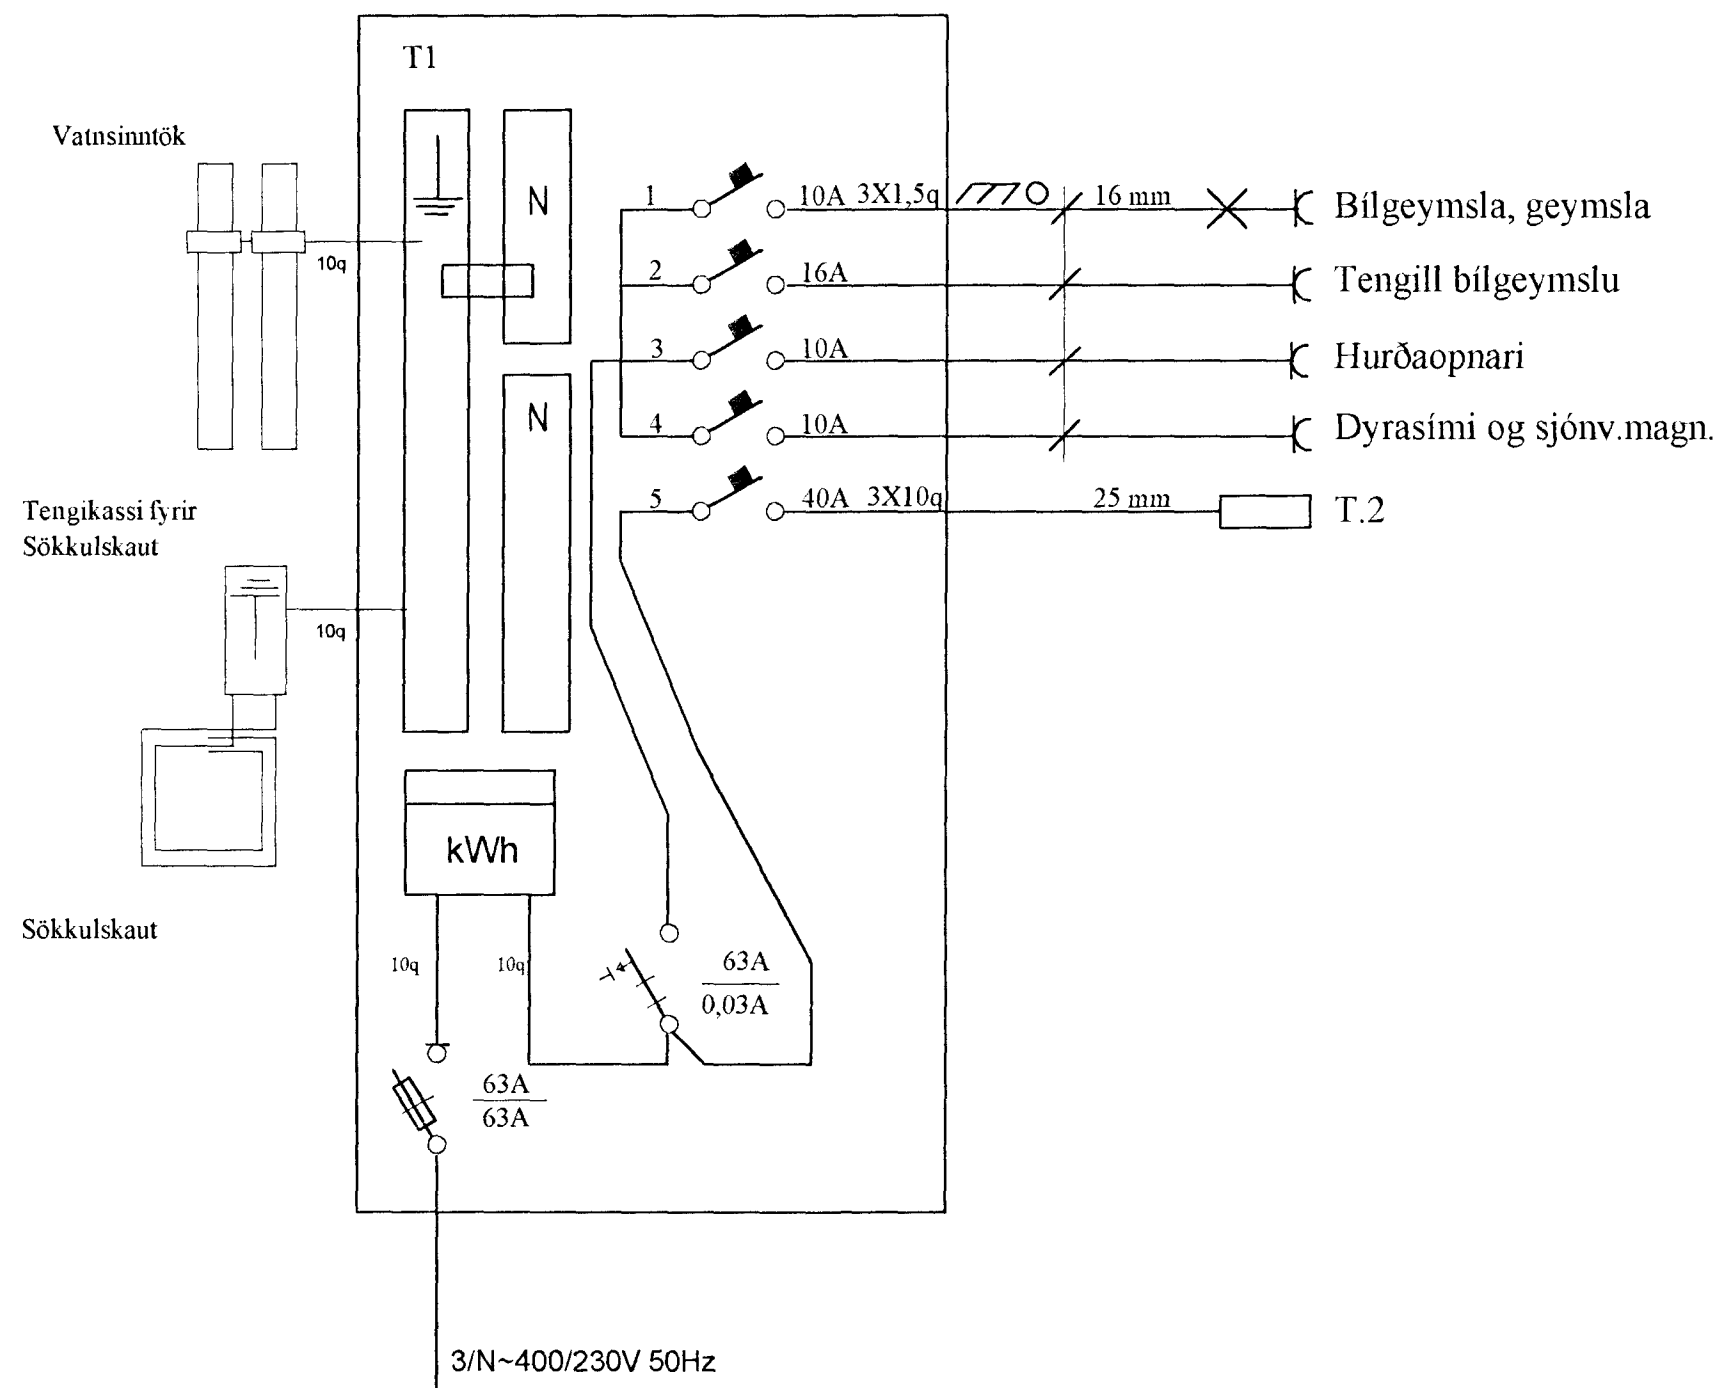 T1
Vatnsinntök
N
1
10A
3X1,5q
16 mm
Bílgeymsla, geymsla
10q
2
16A
Tengill bílgeymslu
3
10A
Hurðaopnari
N
4
10A
Dyrasími og sjónv.magn.
5
40A
3X10q
25 mm
T.2
Tengikassi fyrir
Sökkulskaut
10q
kWh
Sökkulskaut
10q
10q
63A
0,03A
63A
63A
3/N~400/230V 50Hz